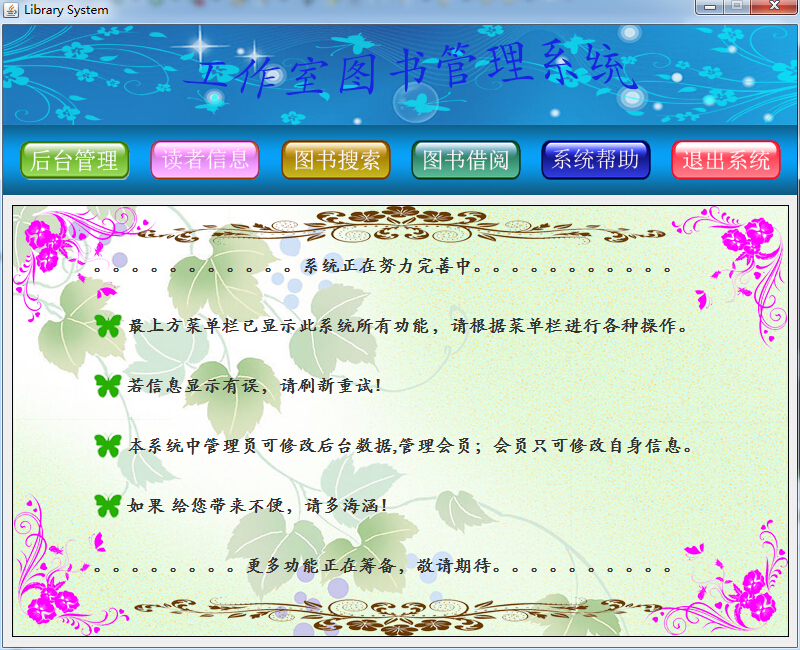 Library System
工作室图书管理系统
后台管理 读者信息 图书搜索 图书借阅 系统帮助 退出系统
。。。。。。。。。。。系统正在努力完善中。。。。。。。。。。。
最上方菜单栏已显示此系统所有功能，请根据菜单栏进行各种操作。
若信息显示有误，请刷新重试！
本系统中管理员可修改后台数据,管理会员；会员只可修改自身信息。
如果 给您带来不便，请多海涵！
。。。。。。。。更多功能正在筹备，敬请期待。。。。。。。。。。